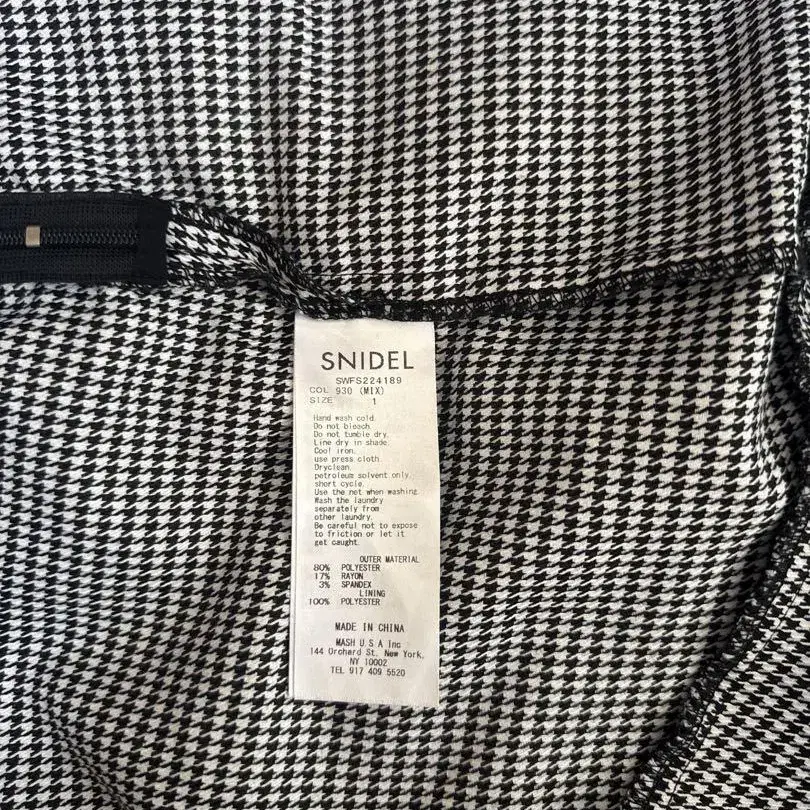 SNIDEL
SWFS224189
COL 930 (MIX)
SIZE 1
Hand wash cold.
Do not bleach.
Do not tumble dry.
Line dry in shade.
Cool iron.
use press cloth.
Dryclean.
petroleum solvent only.
short cycle.
Use the not when washing.
Wash the laundry
separately from
other laundry.
Be careful not to expose
to friction or let it
get caught.
OUTER MATERIAL
80% POLYESTER
17% RAYON
3% SPANDEX
LINING
100% POLYESTER
MADE IN CHINA
MASH U S A Inc
144 Orchard St. New York,
NY 10002
TEL 917 409 5520